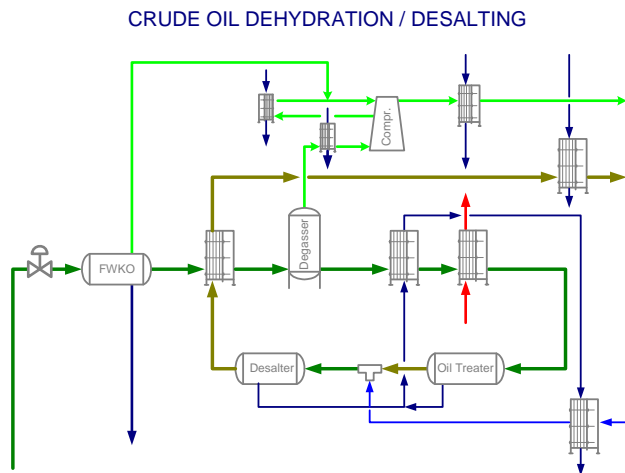 CRUDE OIL DEHYDRATION / DESALTING
Compr.
Degasser
FWKO
Desalter
Oil Treater